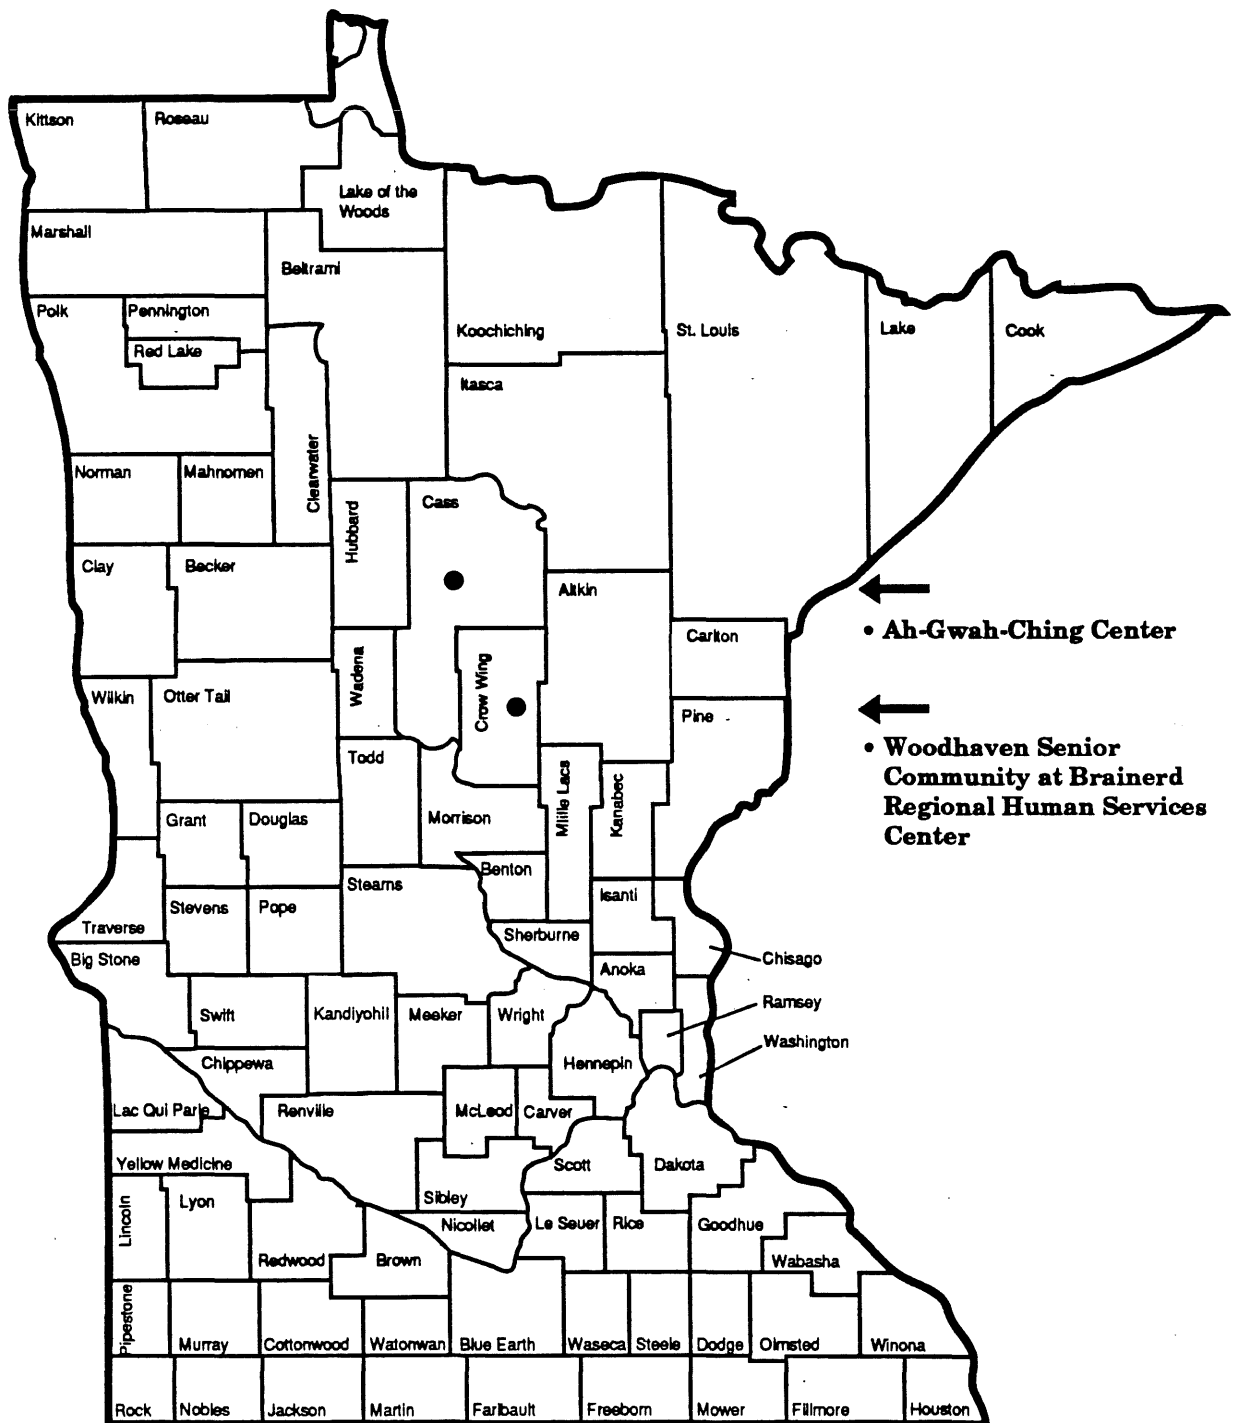 Kittson
Roseau
Lake of the
Woods
Marshall
Beltrami
Polk
Pennington
Red Lake
Koochiching
St. Louis
Lake
Cook
Itasca
Norman
Mahnomen
Clearwater
Hubbard
Cass
Clay
Becker
Aitkin
Carlton
• Ah-Gwah-Ching Center
Wilkin
Otter Tail
Wadena
Crow Wing
Pine
• Woodhaven Senior
Community at Brainerd
Regional Human Services
Center
Todd
Morrison
Mille Lacs
Kanabec
Grant
Douglas
Benton
Stearns
Isanti
Stevens
Pope
Traverse
Sherburne
Big Stone
Anoka
Chisago
Swift
Kandiyohi
Meeker
Wright
Ramsey
Washington
Chippewa
Hennepin
Lac Qui Parle
Renville
McLeod
Carver
Yellow Medicine
Scott
Dakota
Lincoln
Lyon
Sibley
Nicollet
Le Seuer
Rice
Goodhue
Redwood
Brown
Wabasha
Pipestone
Murray
Cottonwood
Watonwan
Blue Earth
Waseca
Steele
Dodge
Olmsted
Winona
Rock
Nobles
Jackson
Martin
Faribault
Freeborn
Mower
Fillmore
Houston